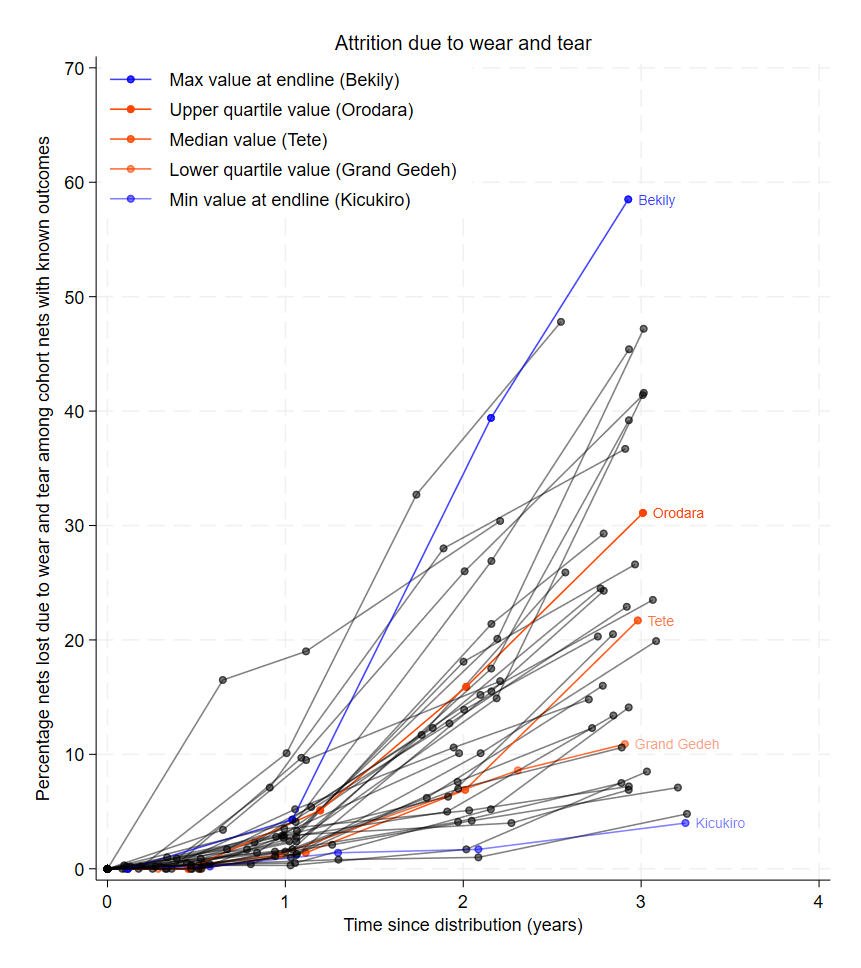 Attrition due to wear and tear
Percentage nets lost due to wear and tear among cohort nets with known outcomes
70
60
50
40
30
20
10
0
Max value at endline (Bekily)
Upper quartile value (Orodara)
Median value (Tete)
Lower quartile value (Grand Gedeh)
Min value at endline (Kicukiro)
Bekily
Orodara
Tete
Grand Gedeh
Kicukiro
0 1 2 3 4
Time since distribution (years)